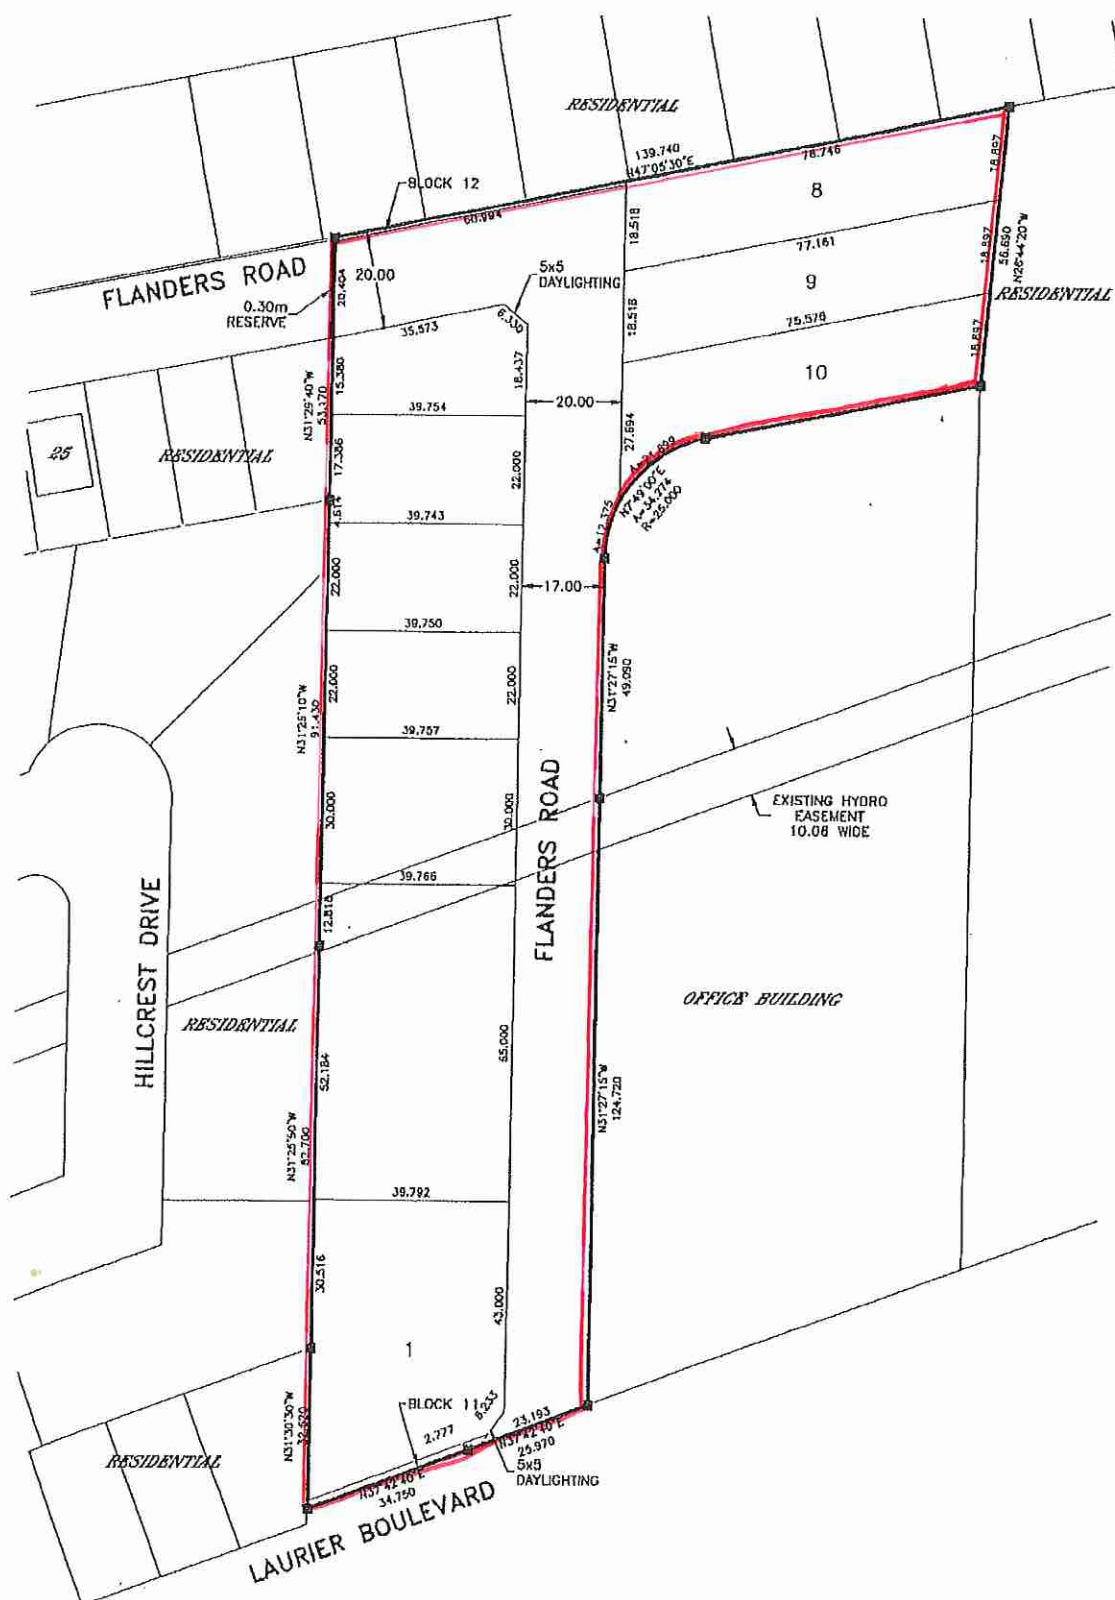 RESIDENTIAL
139.740
N47°05'30"E
78.746
BLOCK 12
60.994
8
18.897
18.518
77.161
18.897
56.690
N26°44'20"W
FLANDERS ROAD
20.00
20.404
5x5
DAYLIGHTING
9
RESIDENTIAL
0.30m
RESERVE
6.330
35.573
18.518
75.576
18.897
15.380
18.437
10
N31°29'40"W
53.170
39.754
20.00
27.694
25
RESIDENTIAL
17.386
22.000
N7°49'00"E
A=34.274
R=25.000
4.614
39.743
A=12.375
22.000
22.000
17.00
39.750
N31°27'15"W
49.090
22.000
22.000
N31°25'10"W
91.430
39.757
30.000
30.000
EXISTING HYDRO
EASEMENT
10.06 WIDE
FLANDERS ROAD
39.766
12.816
HILLCREST DRIVE
OFFICE BUILDING
RESIDENTIAL
65.000
52.184
N31°27'15"W
124.720
N31°25'50"W
82.700
39.792
30.516
43.000
1
BLOCK 11
N31°30'30"W
2.777
23.193
N37°42'40"E
25.970
RESIDENTIAL
N37°42'40"E
34.750
5x5
DAYLIGHTING
LAURIER BOULEVARD